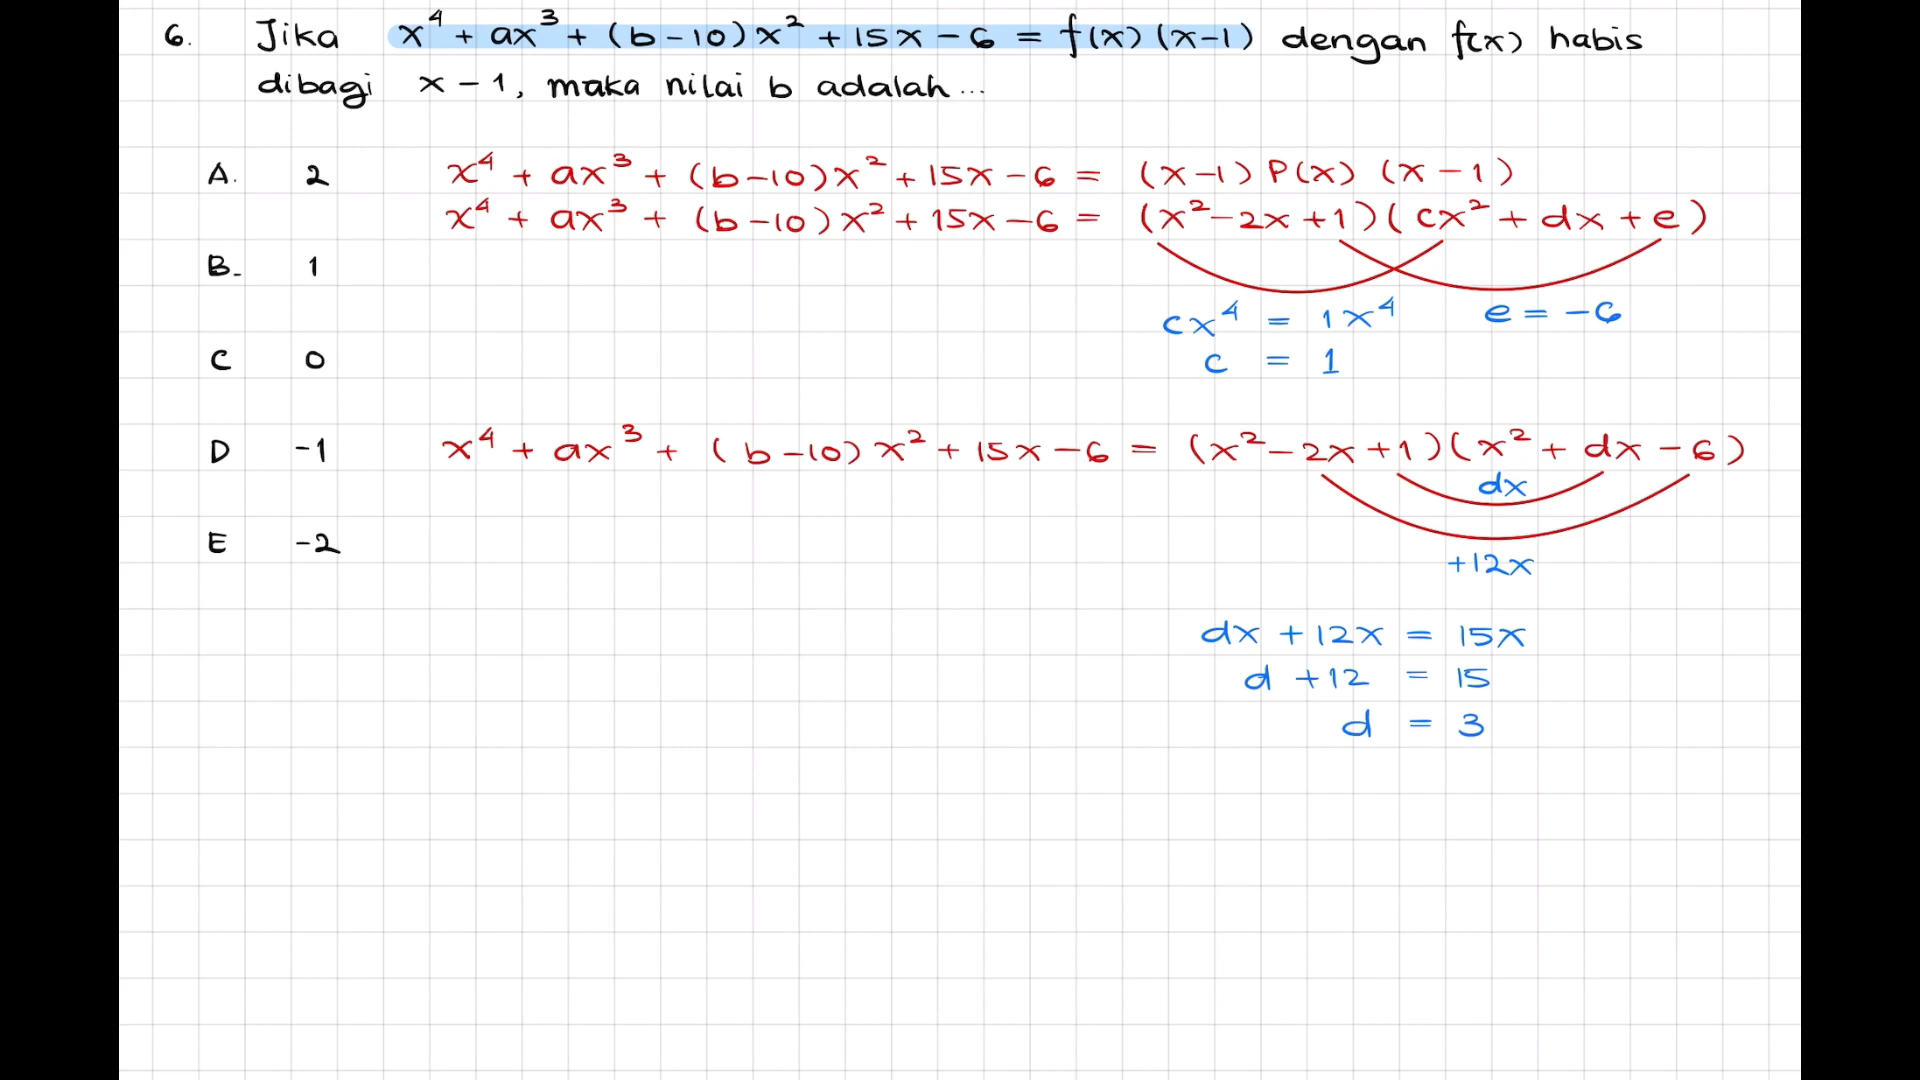 6. Jika x⁴ + ax³ + (b-10)x² + 15x - 6 = f(x) (x-1) dengan f(x) habis
dibagi x - 1, maka nilai b adalah...
A. 2
x⁴ + ax³ + (b-10)x² + 15x - 6 = (x-1) P(x) (x-1)
x⁴ + ax³ + (b-10)x² + 15x - 6 = (x² - 2x + 1)(cx² + dx + e)
B. 1
cx⁴ = 1x⁴
e = -6
C 0
c = 1
D -1
x⁴ + ax³ + (b-10)x² + 15x - 6 = (x² - 2x + 1)(x² + dx - 6)
dx
E -2
+12x
dx + 12x = 15x
d + 12 = 15
d = 3